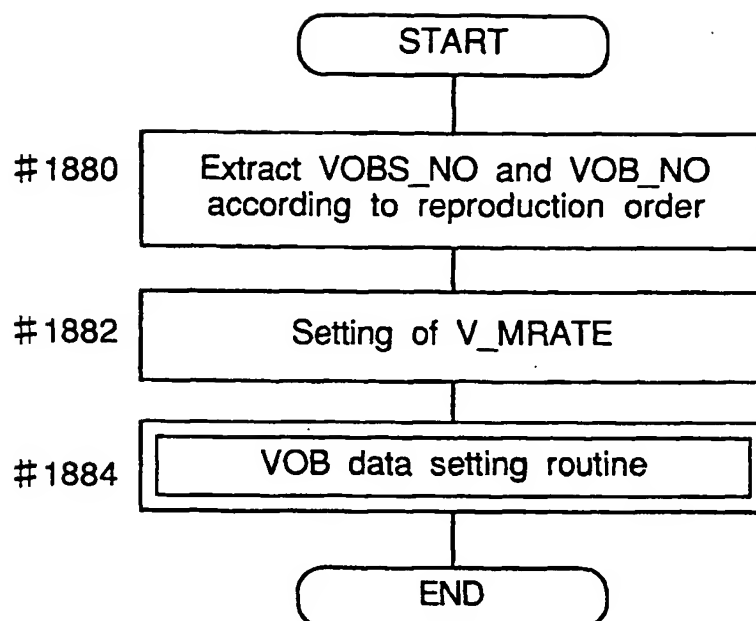 START
#1880
Extract VOBS_NO and VOB_NO
according to reproduction order
#1882
Setting of V_MRATE
#1884
VOB data setting routine
END